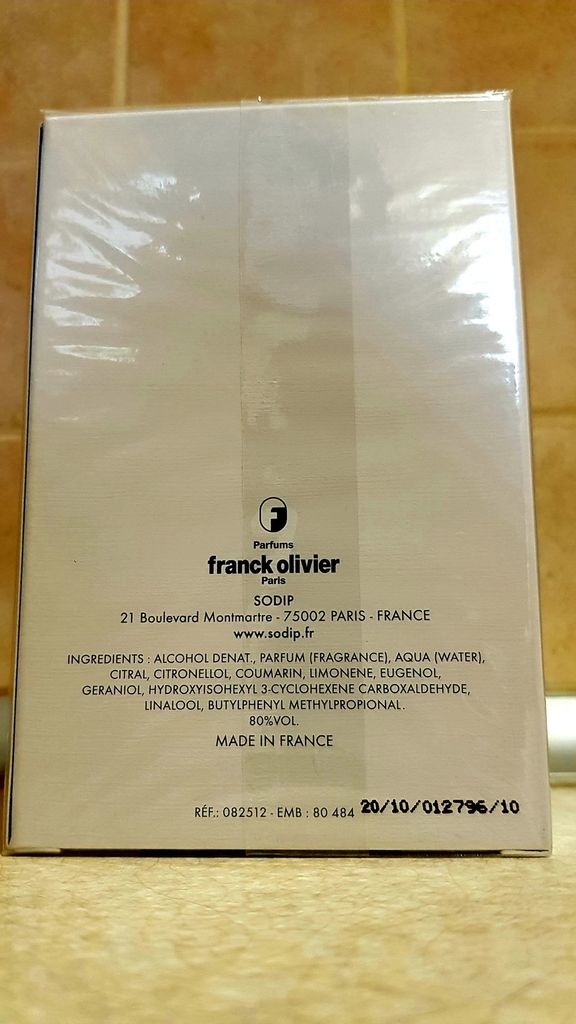 F
Parfums
franck olivier
Paris
SODIP
21 Boulevard Montmartre - 75002 PARIS - FRANCE
www.sodip.fr
INGREDIENTS : ALCOHOL DENAT., PARFUM (FRAGRANCE), AQUA (WATER),
CITRAL, CITRONELLOL, COUMARIN, LIMONENE, EUGENOL,
GERANIOL, HYDROXYISOHEXYL 3-CYCLOHEXENE CARBOXALDEHYDE,
LINALOOL, BUTYLPHENYL METHYLPROPIONAL.
80%VOL.
MADE IN FRANCE
RÉF.: 082512 - EMB : 80 484 20/10/012796/10